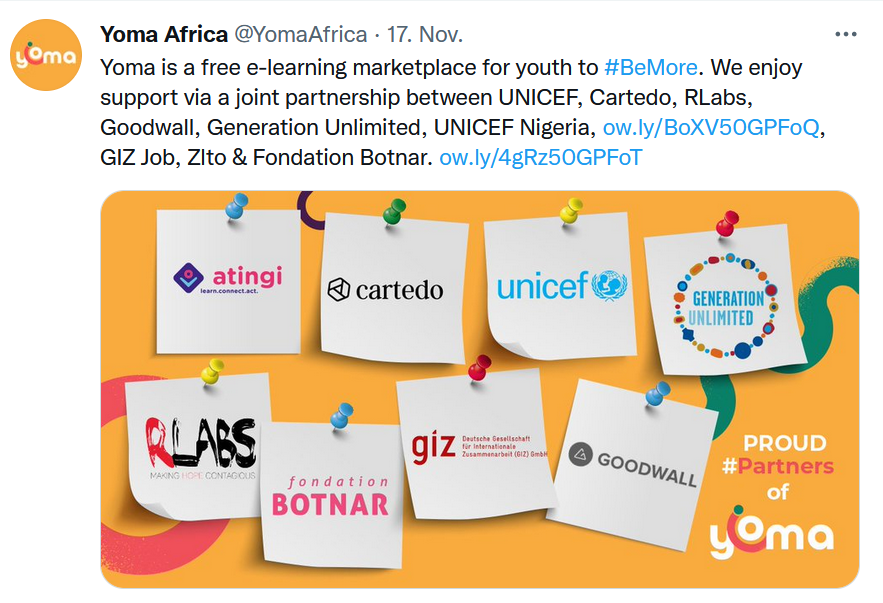 Yoma Africa @YomaAfrica · 17. Nov.
Yoma is a free e-learning marketplace for youth to #BeMore. We enjoy
support via a joint partnership between UNICEF, Cartedo, RLabs,
Goodwall, Generation Unlimited, UNICEF Nigeria, ow.ly/BoXV50GPFoQ,
GIZ Job, Zlto & Fondation Botnar. ow.ly/4gRz50GPFoT
yoma
atingi
learn.connect.act.
cartedo
unicef
GENERATION
UNLIMITED
RLABS
MAKING HOPE CONTAGIOUS
fondation
BOTNAR
giz
Deutsche Gesellschaft
für Internationale
Zusammenarbeit (GIZ) GmbH
GOODWALL
PROUD
#Partners
of
yoma